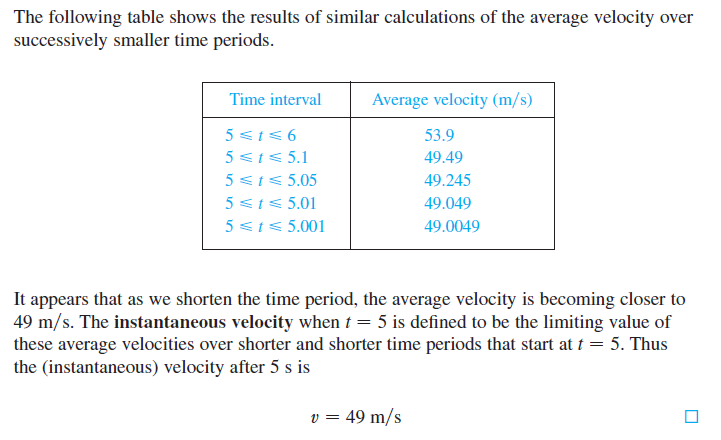 The following table shows the results of similar calculations of the average velocity over
successively smaller time periods.
Time interval Average velocity (m/s)
5 ≤ t ≤ 6 53.9
5 ≤ t ≤ 5.1 49.49
5 ≤ t ≤ 5.05 49.245
5 ≤ t ≤ 5.01 49.049
5 ≤ t ≤ 5.001 49.0049
It appears that as we shorten the time period, the average velocity is becoming closer to
49 m/s. The instantaneous velocity when t = 5 is defined to be the limiting value of
these average velocities over shorter and shorter time periods that start at t = 5. Thus
the (instantaneous) velocity after 5 s is
v = 49 m/s